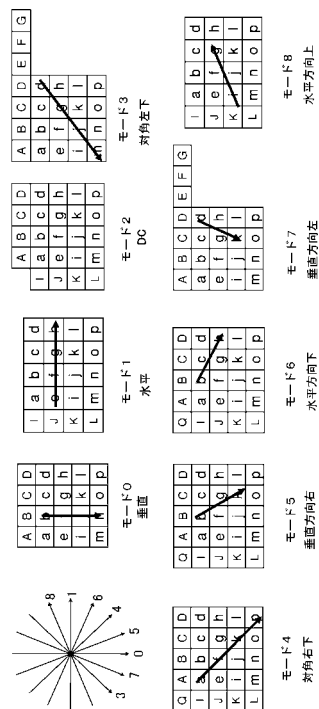 8
1
6
4
5
0
7
3
A B C D
a b c d
e f g h
i j k l
m n o p
モード0
垂直
I a b c d
J e f g h
K i j k l
L m n o p
モード1
水平
A B C D
I a b c d
J e f g h
K i j k l
L m n o p
モード2
DC
A B C D E F G
a b c d
e f g h
i j k l
m n o p
モード3
対角左下
Q A B C D
I a b c d
J e f g h
K i j k l
L m n o p
モード4
対角右下
Q A B C D
I a b c d
J e f g h
K i j k l
L m n o p
モード5
垂直方向右
Q A B C D
I a b c d
J e f g h
K i j k l
L m n o p
モード6
水平方向下
A B C D E F G
a b c d
e f g h
i j k l
m n o p
モード7
垂直方向左
I a b c d
J e f g h
K i j k l
L m n o p
モード8
水平方向上